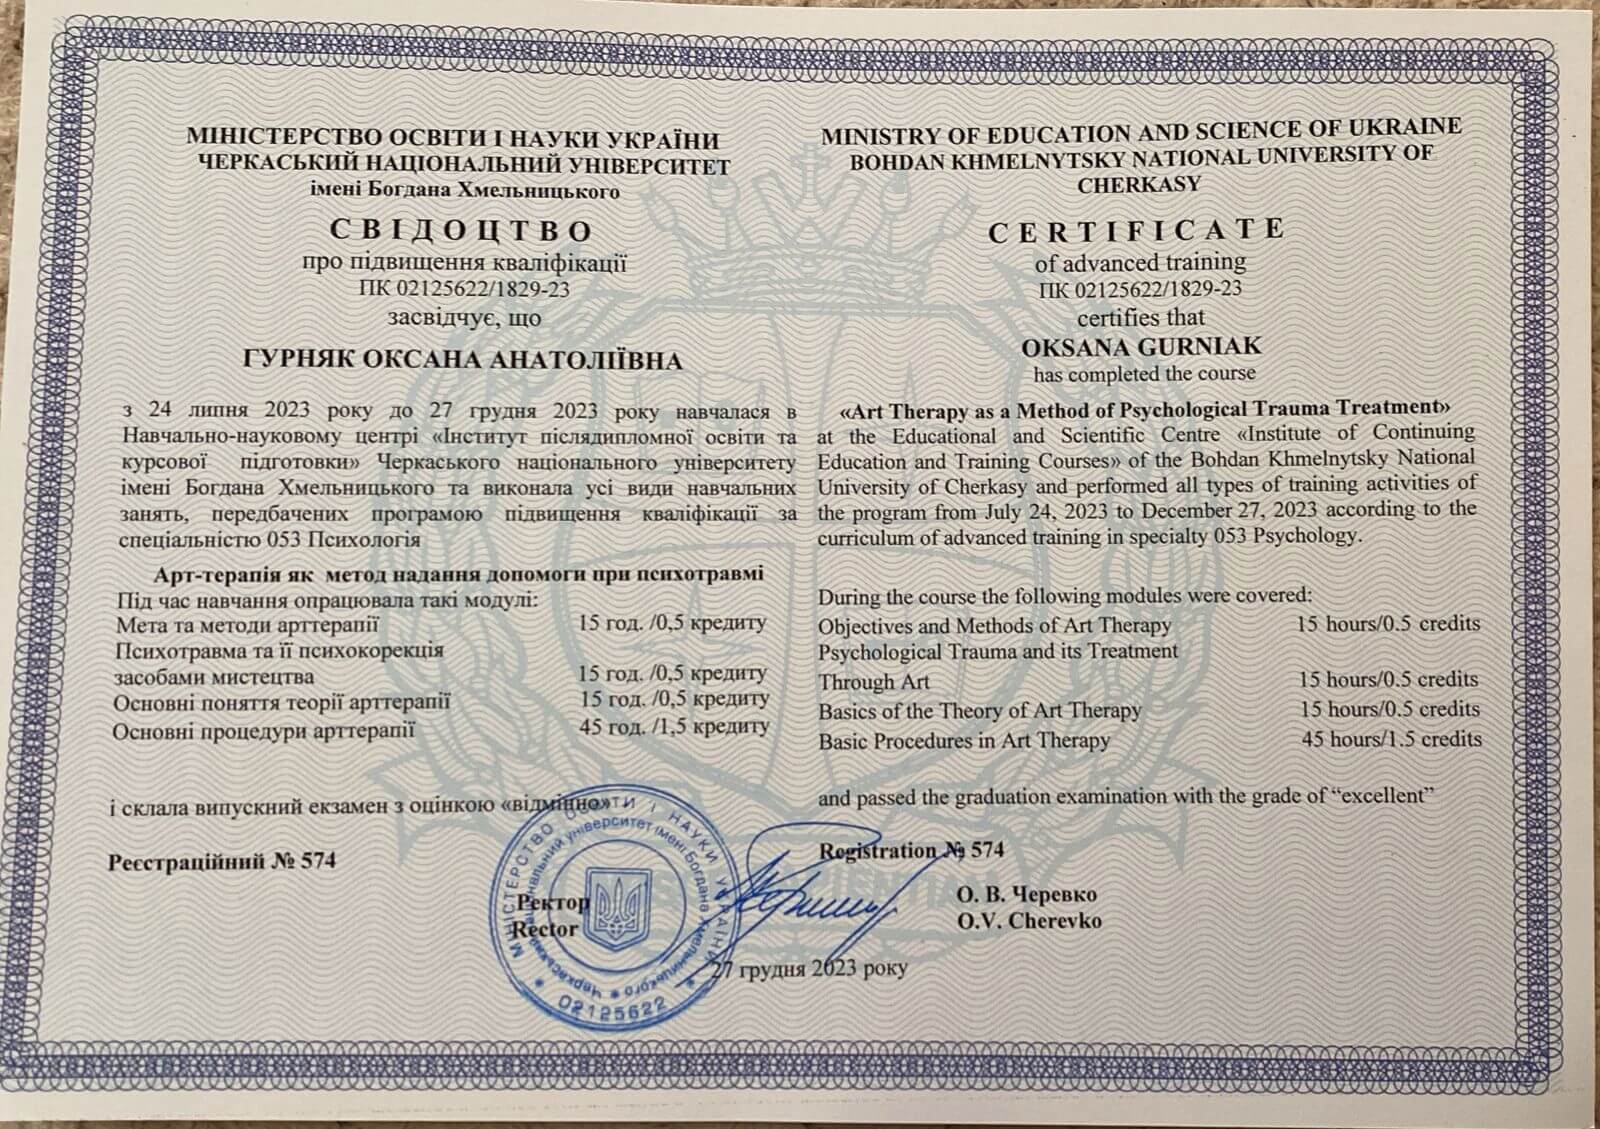 МІНІСТЕРСТВО ОСВІТИ І НАУКИ УКРАЇНИ
ЧЕРКАСЬКИЙ НАЦІОНАЛЬНИЙ УНІВЕРСИТЕТ
імені Богдана Хмельницького
СВІДОЦТВО
про підвищення кваліфікації
ПК 02125622/1829-23
засвідчує, що
ГУРНЯК ОКСАНА АНАТОЛІЇВНА
з 24 липня 2023 року до 27 грудня 2023 року навчалася в
Навчально-науковому центрі «Інститут післядипломної освіти та
курсової підготовки» Черкаського національного університету
імені Богдана Хмельницького та виконала усі види навчальних
занять, передбачених програмою підвищення кваліфікації за
спеціальністю 053 Психологія
Арт-терапія як метод надання допомоги при психотравмі
Під час навчання опрацювала такі модулі:
Мета та методи арттерапії 15 год. /0,5 кредиту
Психотравма та її психокорекція
засобами мистецтва 15 год. /0,5 кредиту
Основні поняття теорії арттерапії 15 год. /0,5 кредиту
Основні процедури арттерапії 45 год. /1,5 кредиту
і склала випускний екзамен з оцінкою «відмінно»
Реєстраційний № 574
MINISTRY OF EDUCATION AND SCIENCE OF UKRAINE
BOHDAN KHMELNYTSKY NATIONAL UNIVERSITY OF
CHERKASY
CERTIFICATE
of advanced training
ПК 02125622/1829-23
certifies that
OKSANA GURNIAK
has completed the course
«Art Therapy as a Method of Psychological Trauma Treatment»
at the Educational and Scientific Centre «Institute of Continuing
Education and Training Courses» of the Bohdan Khmelnytsky National
University of Cherkasy and performed all types of training activities of
the program from July 24, 2023 to December 27, 2023 according to the
curriculum of advanced training in specialty 053 Psychology.
During the course the following modules were covered:
Objectives and Methods of Art Therapy 15 hours/0.5 credits
Psychological Trauma and its Treatment
Through Art 15 hours/0.5 credits
Basics of the Theory of Art Therapy 15 hours/0.5 credits
Basic Procedures in Art Therapy 45 hours/1.5 credits
and passed the graduation examination with the grade of “excellent”
Registration № 574
Ректор О. В. Черевко
Rector O.V. Cherevko
27 грудня 2023 року
МІНІСТЕРСТВО ОСВІТИ І НАУКИ УКРАЇНИ
Черкаський національний університет імені Богдана Хмельницького
02125622